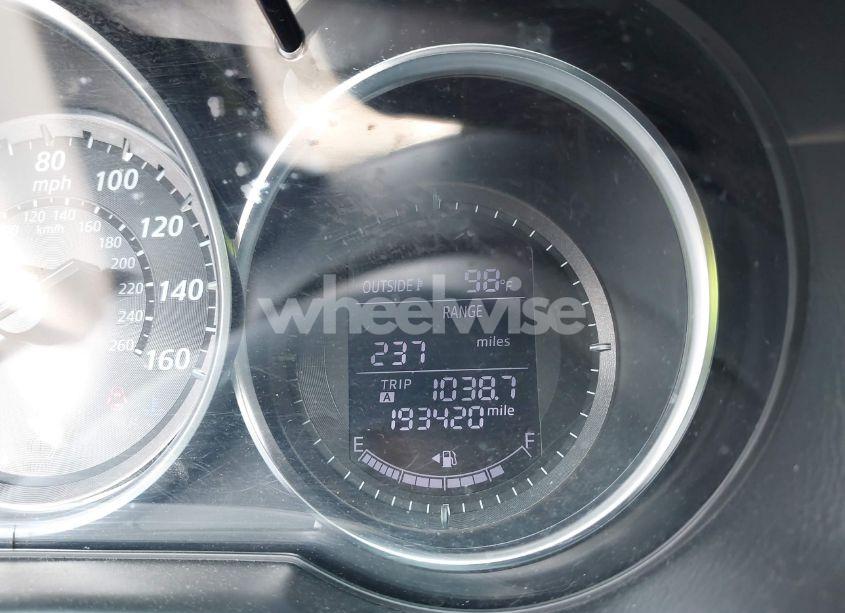 80
mph
100
120
140
160
120 140
km/h
160
180
200
220
240
260
OUTSIDE 98°F
wheelwise
RANGE
237 miles
TRIP A 1038.7
193420 mile
E F